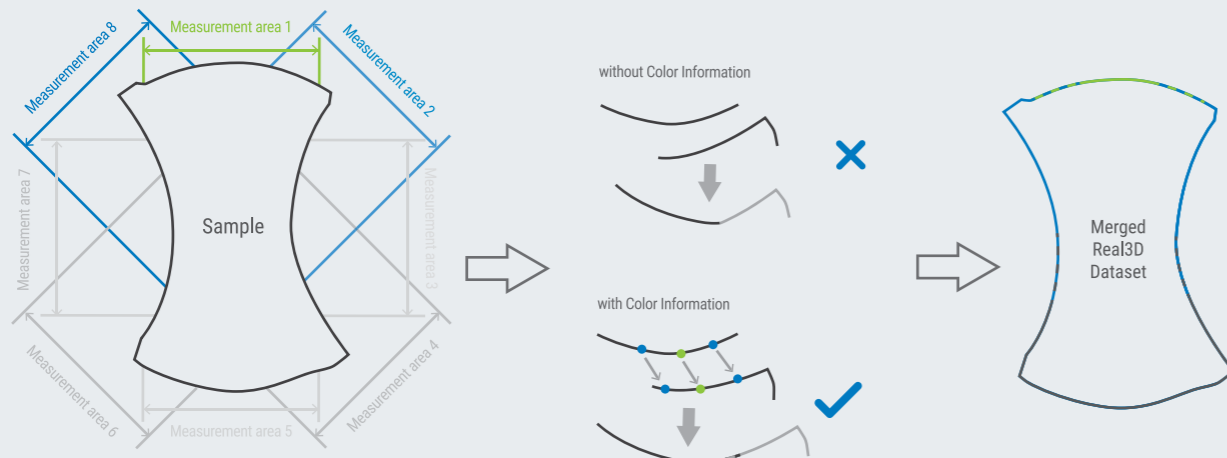 Measurement area 8
Measurement area 1
Measurement area 2
Measurement area 7
Sample
Measurement area 3
Measurement area 6
Measurement area 5
Measurement area 4
without Color Information
with Color Information
Merged
Real3D
Dataset